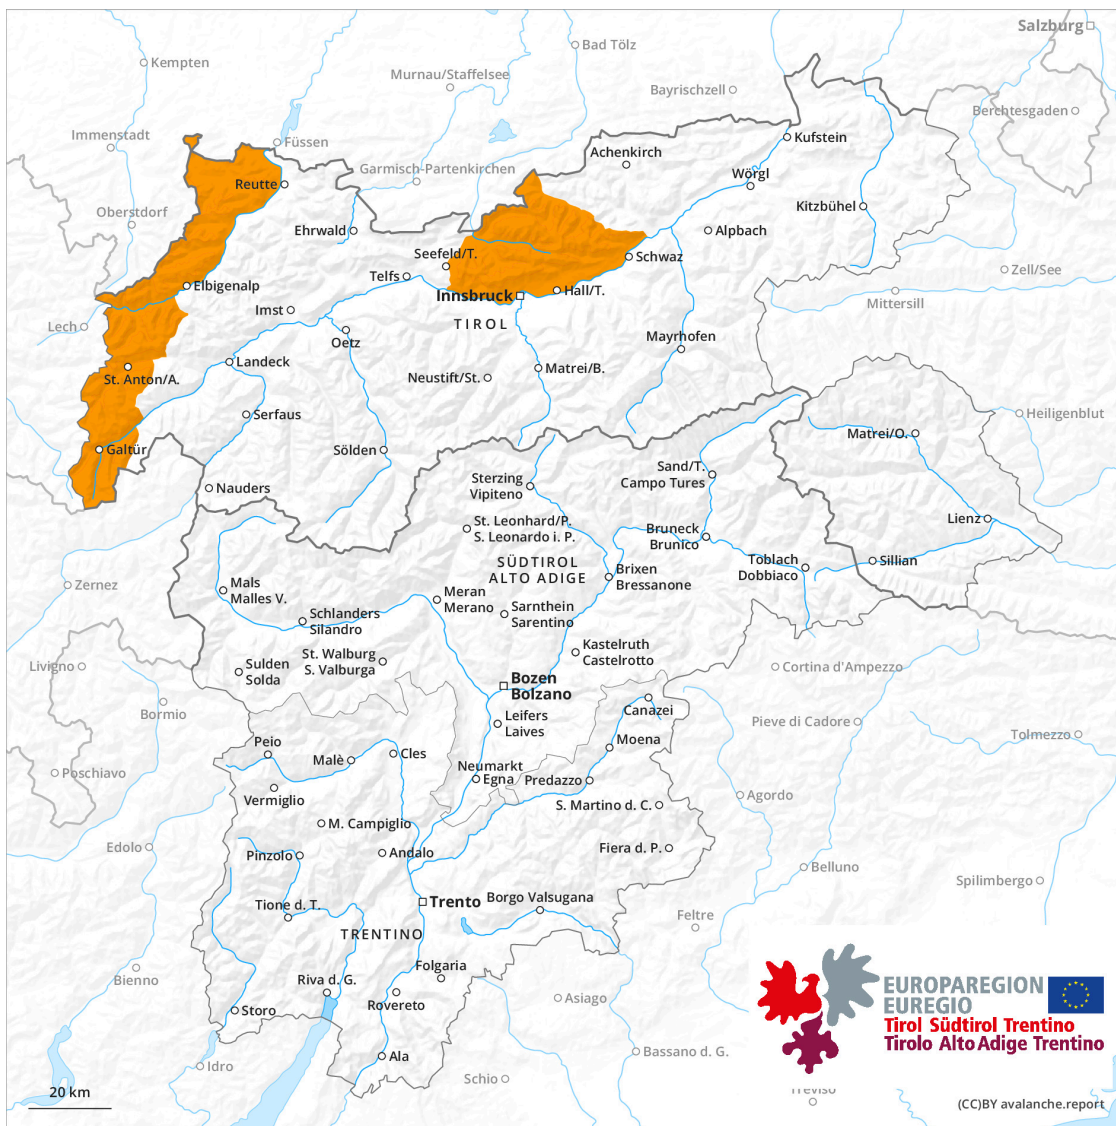 Salzburg
Bad Tölz
Kempten
Murnau/Staffelsee
Bayrischzell
Berchtesgaden
Immenstadt
Füssen
Kufstein
Achenkirch
Garmisch-Partenkirchen
Wörgl
Reutte
Oberstdorf
Kitzbühel
Ehrwald
Alpbach
Seefeld/T.
Schwaz
Telfs
Zell/See
Elbigenalp
Hall/T.
Innsbruck
Mittersill
Imst
TIROL
Lech
Oetz
Mayrhofen
Landeck
Matrei/B.
St. Anton/A.
Neustift/St.
Serfaus
Heiligenblut
Matrei/O.
Galtür
Sölden
Sand/T.
Campo Tures
Sterzing
Vipiteno
Nauders
Lienz
St. Leonhard/P.
S. Leonardo i. P.
Bruneck
Brunico
SÜDTIROL
ALTO ADIGE
Toblach
Dobbiaco
Sillian
Brixen
Bressanone
Zernez
Mals
Malles V.
Meran
Merano
Sarnthein
Sarentino
Schlanders
Silandro
Kastelruth
Castelrotto
St. Walburg
S. Valburga
Livigno
Sulden
Solda
Cortina d'Ampezzo
Bozen
Bolzano
Bormio
Canazei
Leifers
Laives
Pieve di Cadore
Tolmezzo
Peio
Moena
Cles
Malè
Neumarkt
Egna
Predazzo
Poschiavo
Vermiglio
Agordo
S. Martino d. C.
M. Campiglio
Edolo
Pinzolo
Andalo
Fiera d. P.
Belluno
Spilimbergo
Borgo Valsugana
Trento
Tione d. T.
Feltre
TRENTINO
Folgaria
Bienno
Riva d. G.
Rovereto
Asiago
Storo
EUROPAREGION
EUREGIO
Tirol Südtirol Trentino
Tirolo Alto Adige Trentino
Ala
Bassano d. G.
Idro
Schio
Treviso
20 km
(CC)BY avalanche.report